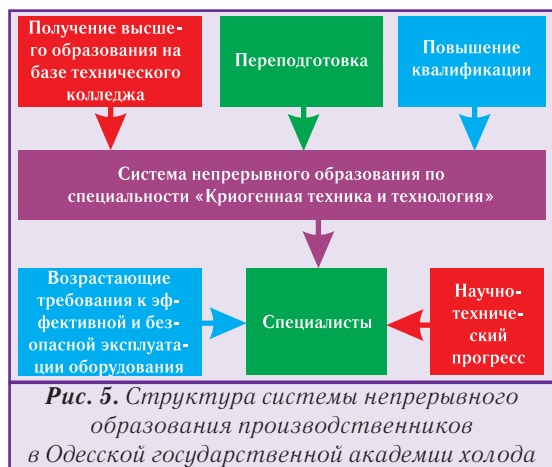 Получение высше-
го образования на
базе технического
колледжа
Переподготовка
Повышение
квалификации
Система непрерывного образования по
специальности «Криогенная техника и технология»
Возрастающие
требования к эф-
фективной и без-
опасной эксплуата-
ции оборудования
Специалисты
Научно-
техниче-
ский
прогресс
Рис. 5. Структура системы непрерывного
образования производственников
в Одесской государственной академии холода